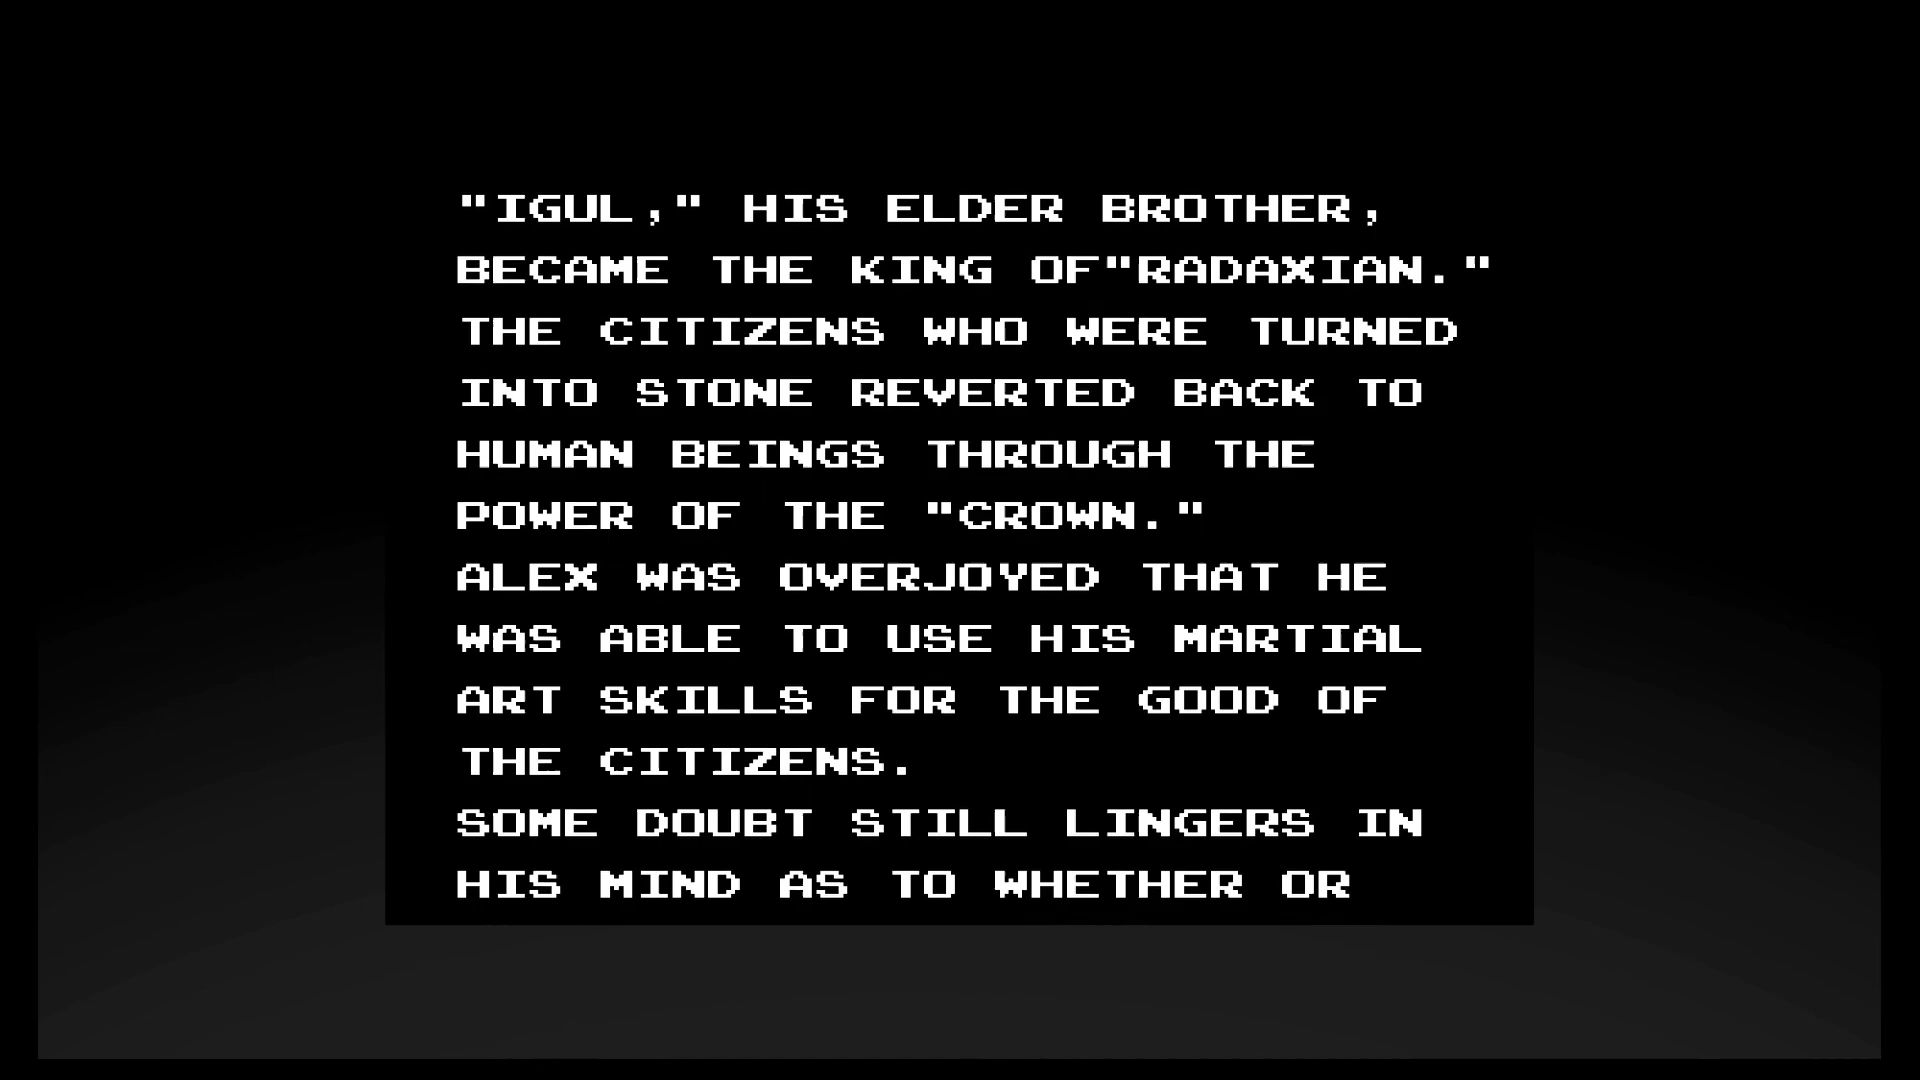 "IGUL," HIS ELDER BROTHER,
BECAME THE KING OF"RADAXIAN."
THE CITIZENS WHO WERE TURNED
INTO STONE REVERTED BACK TO
HUMAN BEINGS THROUGH THE
POWER OF THE "CROWN."
ALEX WAS OVERJOYED THAT HE
WAS ABLE TO USE HIS MARTIAL
ART SKILLS FOR THE GOOD OF
THE CITIZENS.
SOME DOUBT STILL LINGERS IN
HIS MIND AS TO WHETHER OR